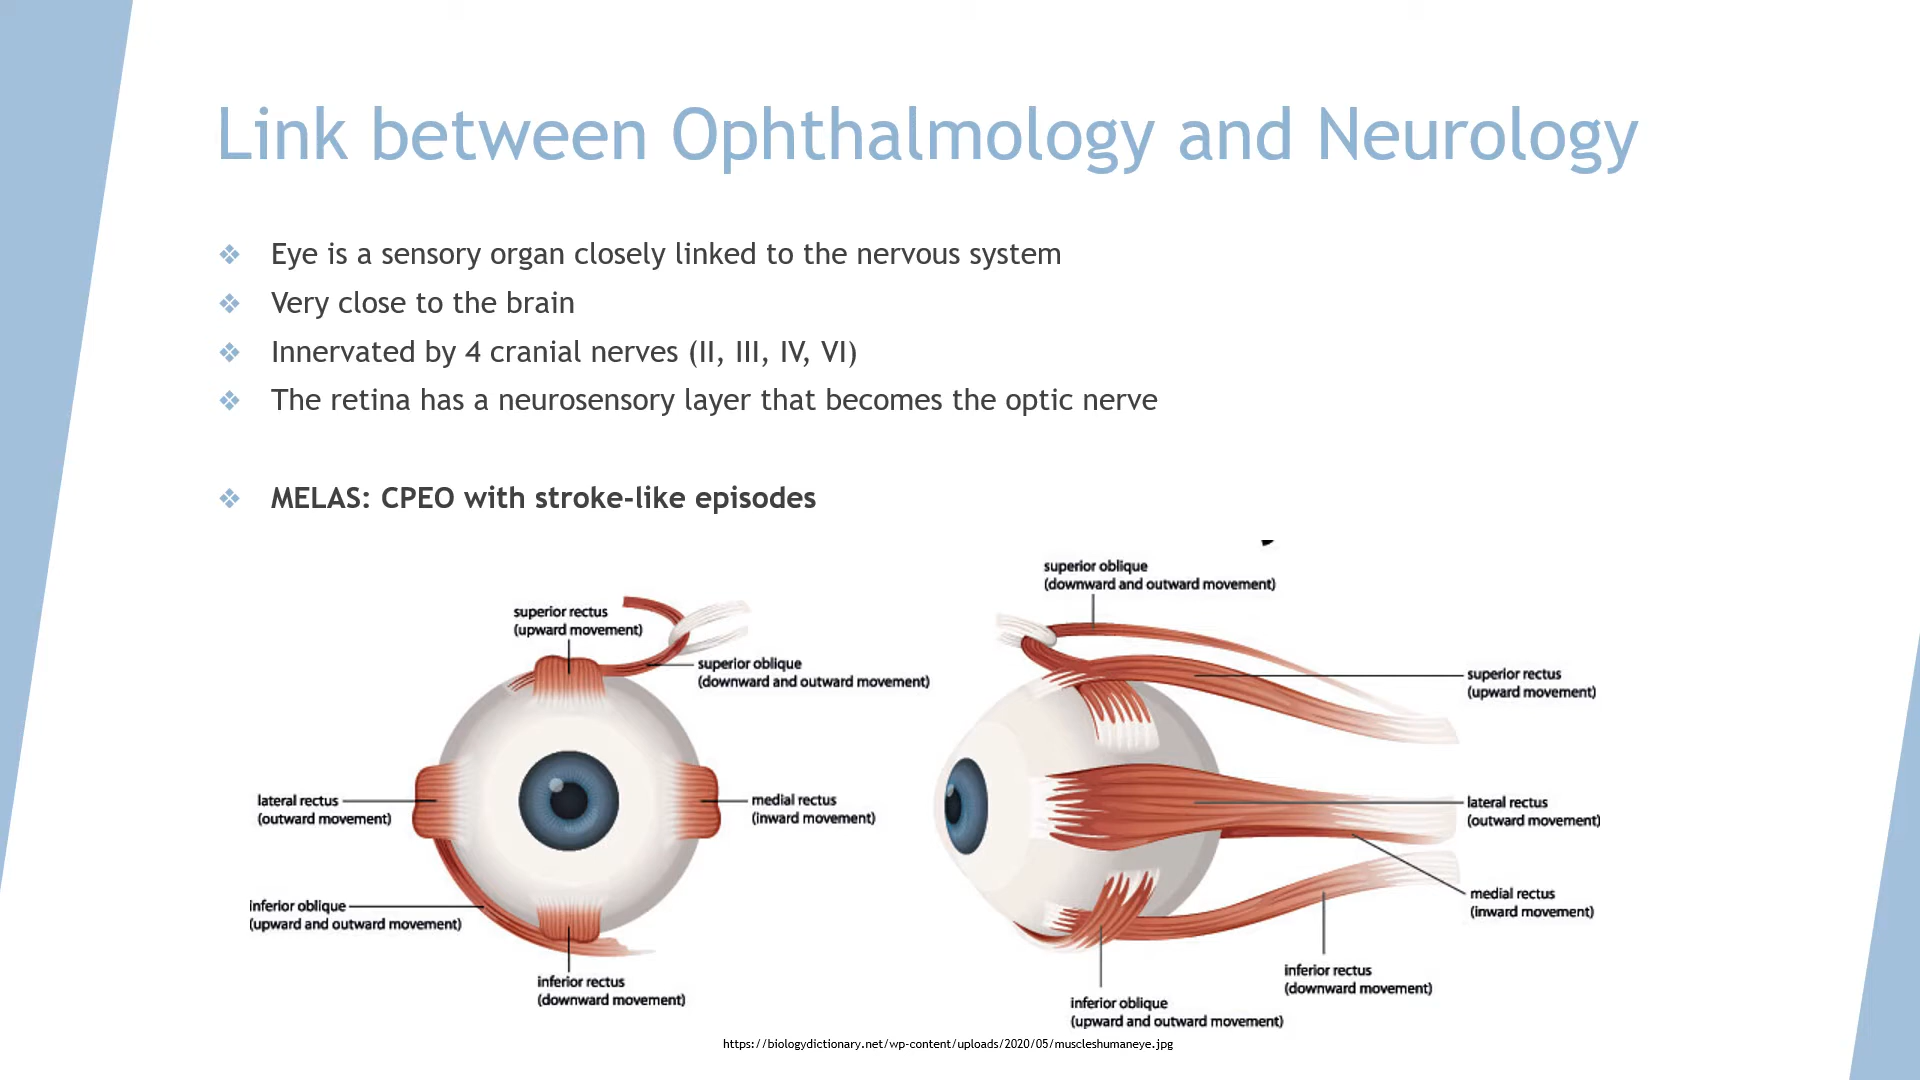 Link between Ophthalmology and Neurology
❖ Eye is a sensory organ closely linked to the nervous system
❖ Very close to the brain
❖ Innervated by 4 cranial nerves (II, III, IV, VI)
❖ The retina has a neurosensory layer that becomes the optic nerve
❖ MELAS: CPEO with stroke-like episodes
superior rectus
(upward movement)
superior oblique
(downward and outward movement)
lateral rectus
(outward movement)
medial rectus
(inward movement)
inferior oblique
(upward and outward movement)
inferior rectus
(downward movement)
superior oblique
(downward and outward movement)
superior rectus
(upward movement)
lateral rectus
(outward movement)
medial rectus
(inward movement)
inferior rectus
(downward movement)
inferior oblique
(upward and outward movement)
https://biologydictionary.net/wp-content/uploads/2020/05/muscleshumaneye.jpg